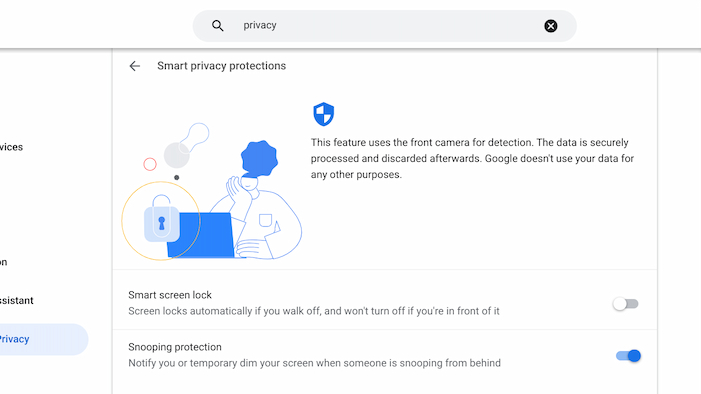 privacy
Smart privacy protections
This feature uses the front camera for detection. The data is securely
processed and discarded afterwards. Google doesn't use your data for
any other purposes.
vices
on
ssistant
Privacy
Smart screen lock
Screen locks automatically if you walk off, and won't turn off if you're in front of it
Snooping protection
Notify you or temporary dim your screen when someone is snooping from behind